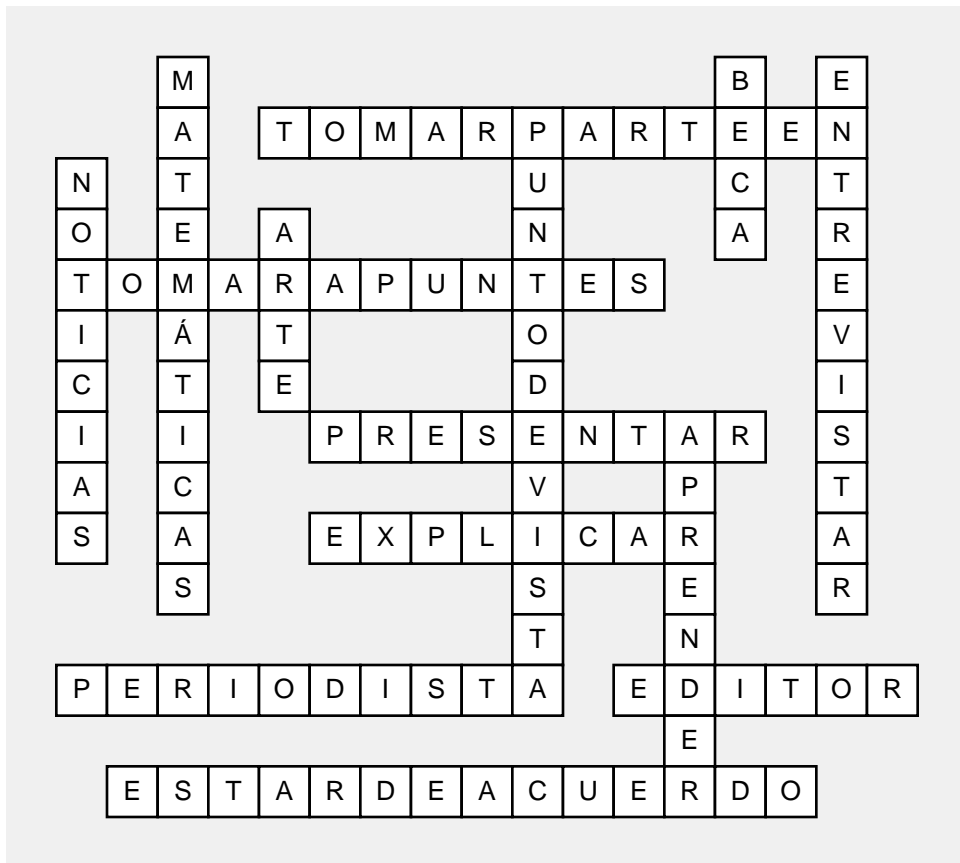 MATEMÁTICAS
BECA
ENTREVISTAR
TOMARPARTEEN
PUNTODEVISTA
NOTICIAS
ARTE
TOMARAPUNTES
PRESENTAR
APRENDER
EXPLICAR
PERIODISTA
EDITOR
ESTARDEACUERDO